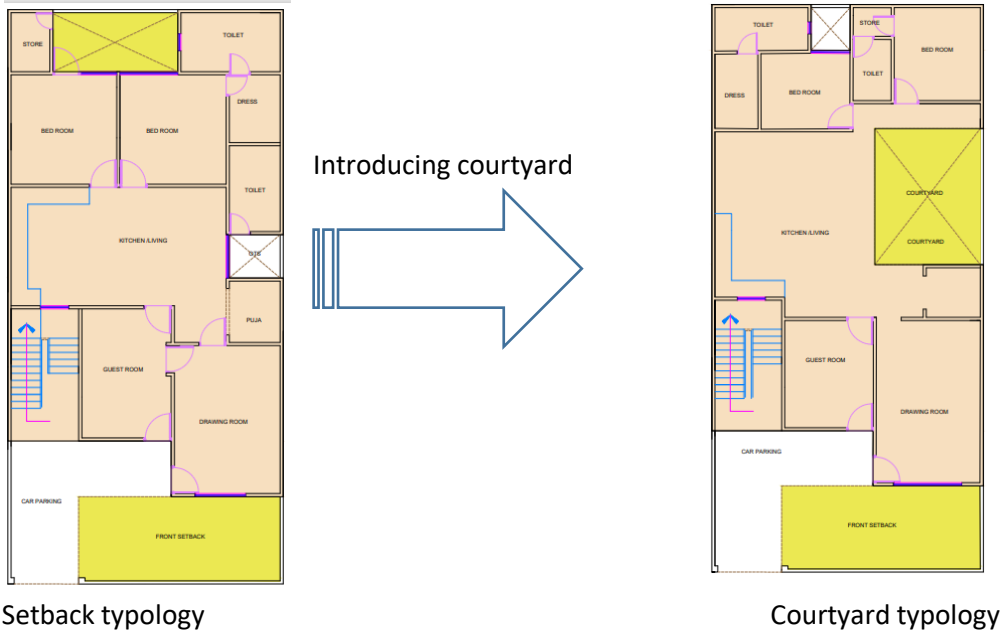 STORE
TOILET
DRESS
BED ROOM
BED ROOM
TOILET
KITCHEN /LIVING
OTS
PUJA
GUEST ROOM
DRAWING ROOM
CAR PARKING
FRONT SETBACK
Setback typology
Introducing courtyard
TOILET
STORE
BED ROOM
TOILET
DRESS
BED ROOM
COURTYARD
KITCHEN /LIVING
COURTYARD
GUEST ROOM
DRAWING ROOM
CAR PARKING
FRONT SETBACK
Courtyard typology